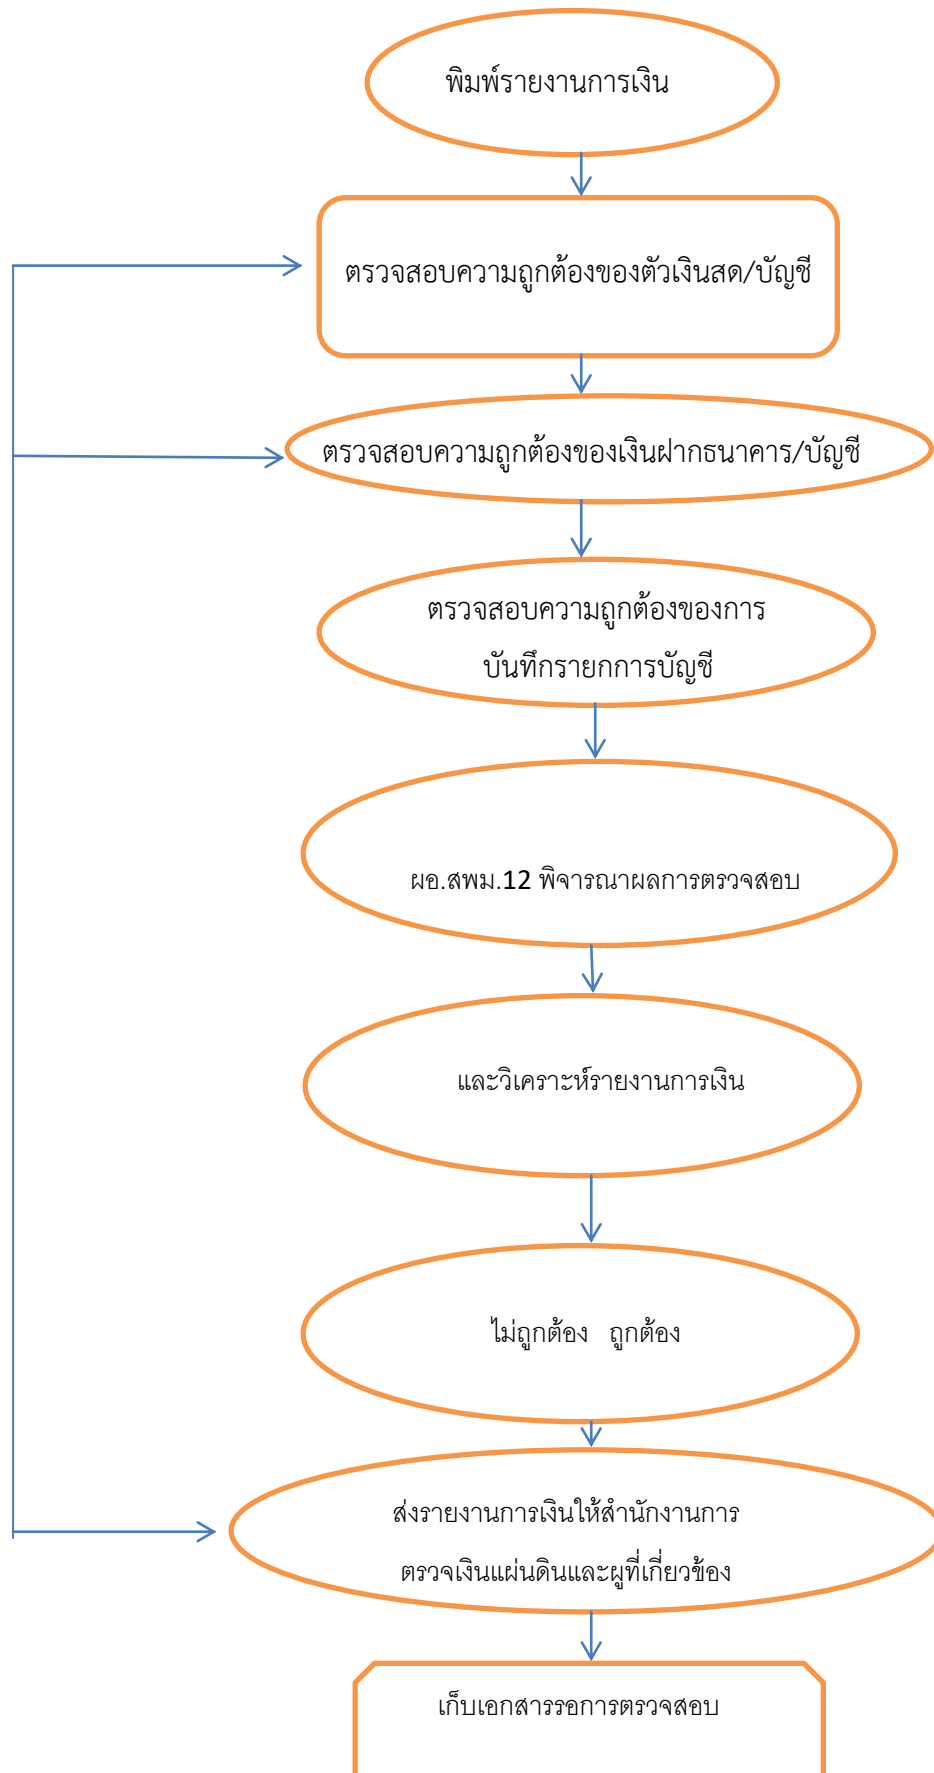 พิมพ์รายงานการเงิน
ตรวจสอบความถูกต้องของตัวเงินสด/บัญชี
ตรวจสอบความถูกต้องของเงินฝากธนาคาร/บัญชี
ตรวจสอบความถูกต้องของการ
บันทึกรายกการบัญชี
ผอ.สพม.12 พิจารณาผลการตรวจสอบ
และวิเคราะห์รายงานการเงิน
ไม่ถูกต้อง ถูกต้อง
ส่งรายงานการเงินให้สำนักงานการ
ตรวจเงินแผ่นดินและผู้ที่เกี่ยวข้อง
เก็บเอกสารรอการตรวจสอบ